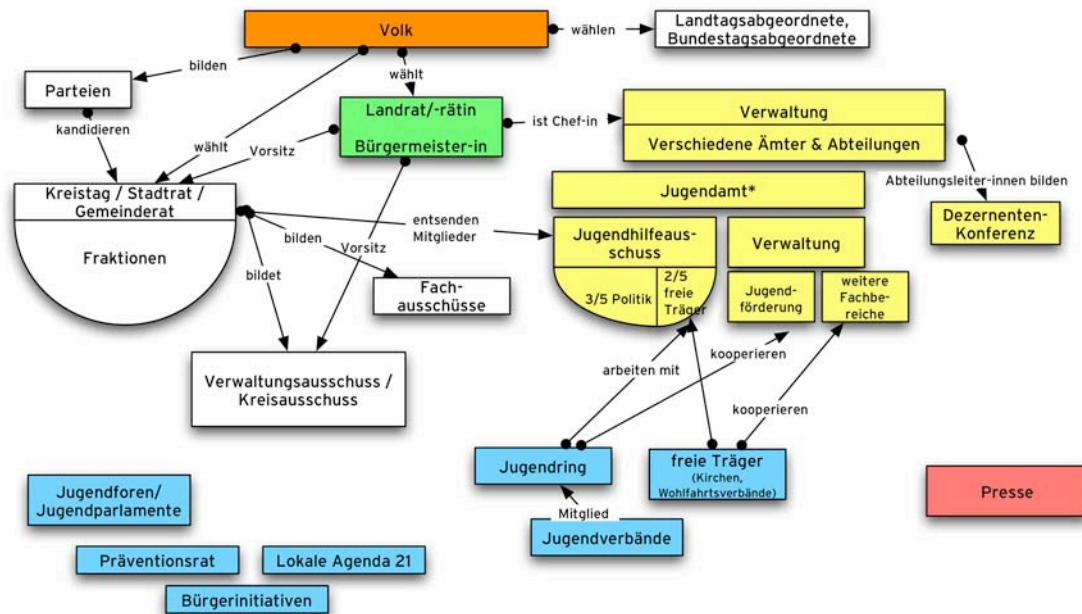 Volk
wählen
Landtagsabgeordnete,
Bundestagsabgeordnete
bilden
wählt
Parteien
Landrat/-rätin
Bürgermeister-in
ist Chef-in
Verwaltung
Verschiedene Ämter & Abteilungen
kandidieren
wählt
Vorsitz
Abteilungsleiter-innen bilden
Kreistag / Stadtrat /
Gemeinderat
Fraktionen
Jugendamt*
Dezernenten-
Konferenz
entsenden
Mitglieder
Jugendhilfeaus-
schuss
Verwaltung
bilden
Vorsitz
bildet
Fach-
ausschüsse
3/5 Politik
2/5
freie
Träger
Jugend-
förderung
weitere
Fachbe-
reiche
Verwaltungsausschuss /
Kreisausschuss
arbeiten mit
kooperieren
kooperieren
Jugendring
freie Träger
(Kirchen,
Wohlfahrtsverbände)
Presse
Jugendforen/
Jugendparlamente
Mitglied
Jugendverbände
Präventionsrat
Lokale Agenda 21
Bürgerinitiativen